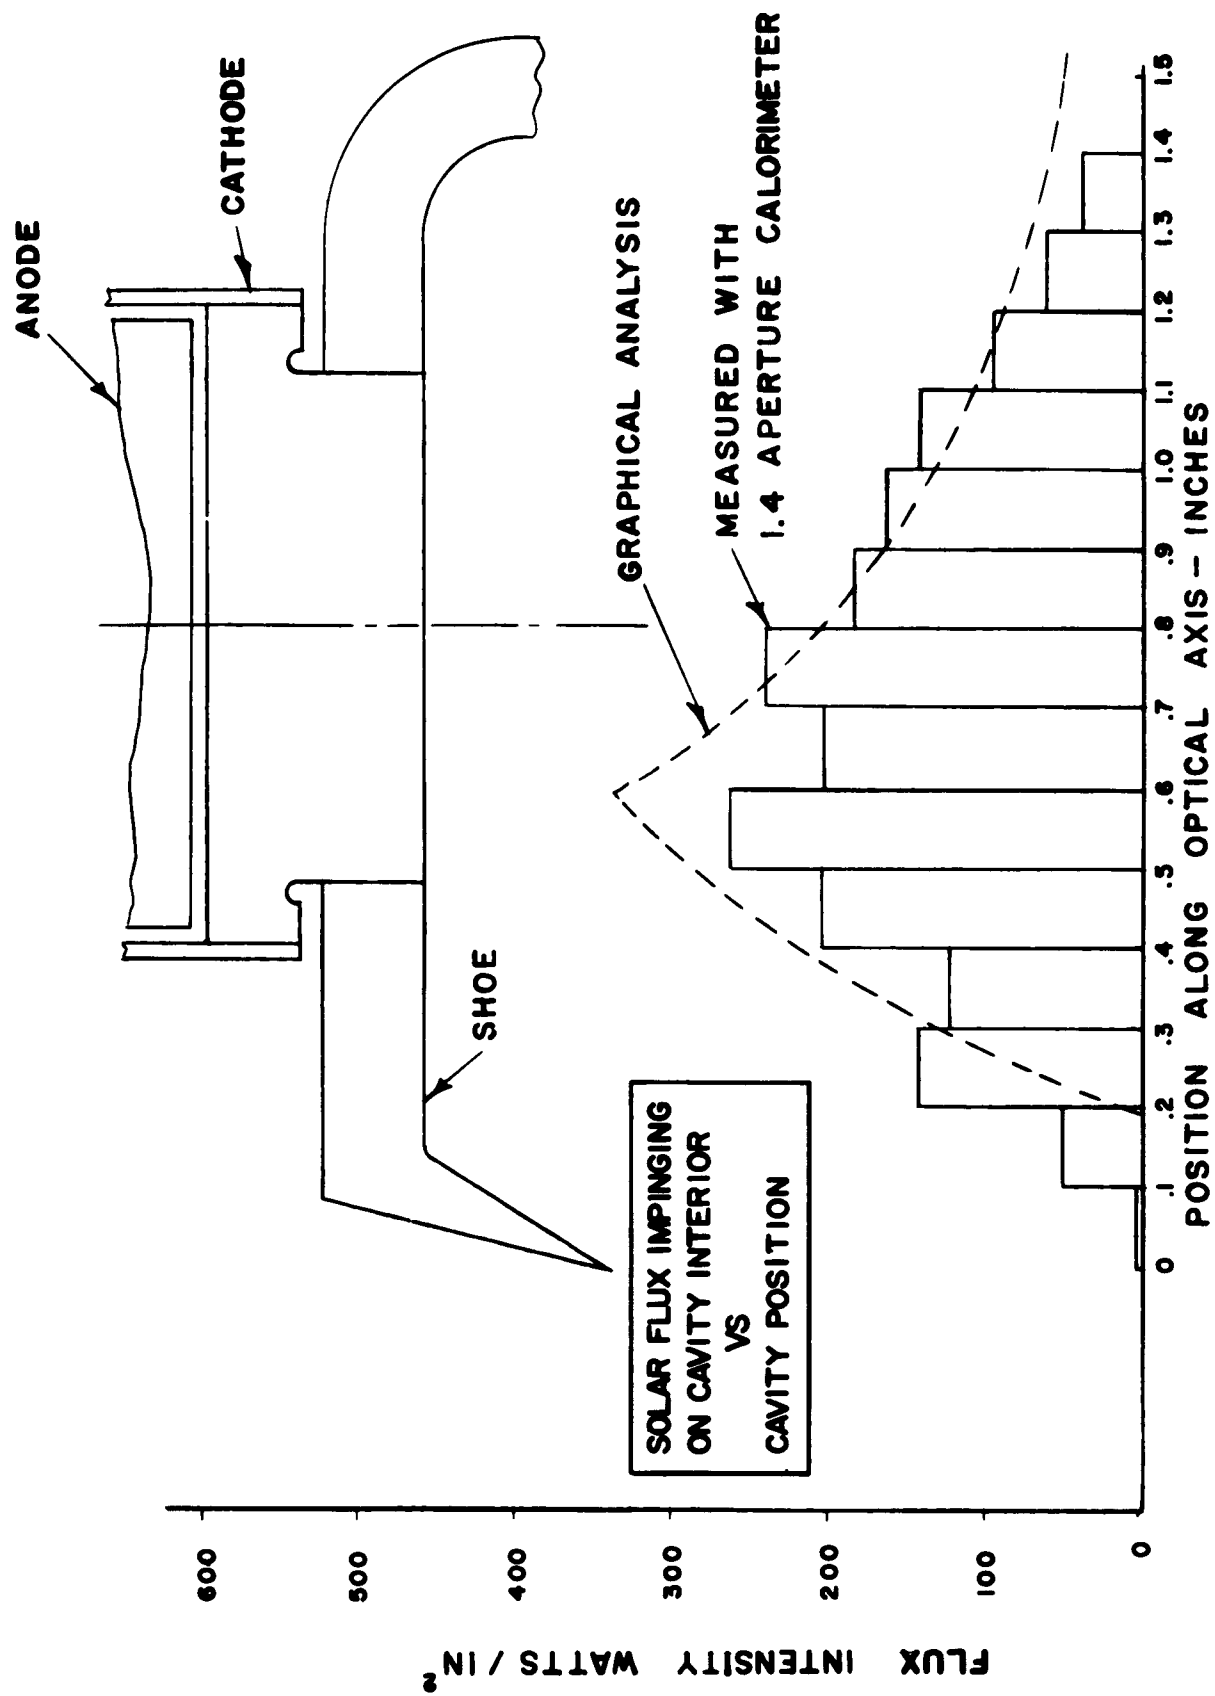 ANODE
CATHODE
SHOE
GRAPHICAL ANALYSIS
MEASURED WITH
1.4 APERTURE CALORIMETER
SOLAR FLUX IMPINGING
ON CAVITY INTERIOR
VS
CAVITY POSITION
600
500
400
300
200
100
0
FLUX INTENSITY WATTS / IN²
0 .1 .2 .3 .4 .5 .6 .7 .8 .9 1.0 1.1 1.2 1.3 1.4 1.5
POSITION ALONG OPTICAL AXIS - INCHES